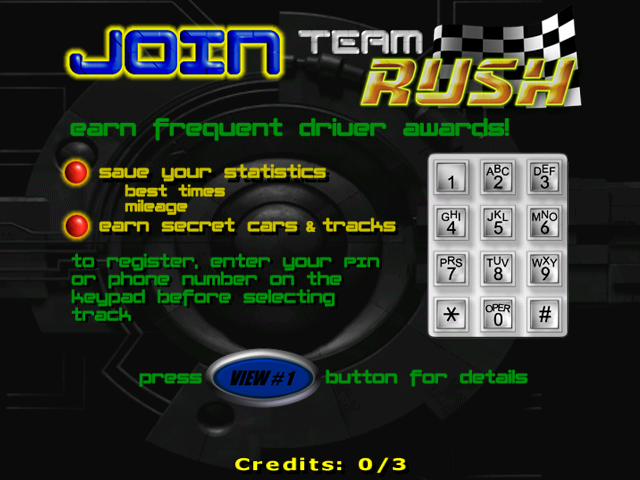 JOIN TEAM
RUSH
earn frequent driver awards!
save your statistics
best times
mileage
earn secret cars & tracks
to register, enter your PIN
or phone number on the
keypad before selecting
track
1 ABC 2 DEF 3
GHI 4 JKL 5 MNO 6
PRS 7 TUV 8 WXY 9
* OPER 0 #
press VIEW #1 button for details
Credits: 0/3